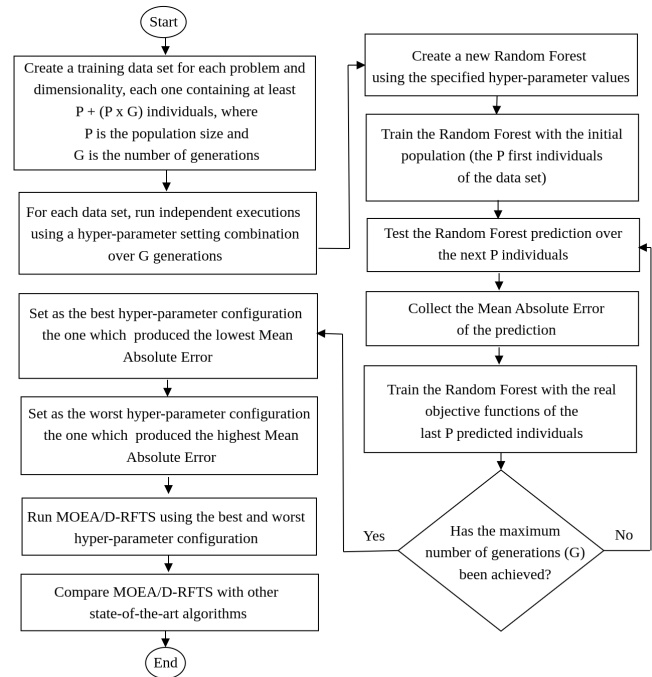 Start
Create a training data set for each problem and
dimensionality, each one containing at least
P + (P x G) individuals, where
P is the population size and
G is the number of generations
For each data set, run independent executions
using a hyper-parameter setting combination
over G generations
Create a new Random Forest
using the specified hyper-parameter values
Train the Random Forest with the initial
population (the P first individuals
of the data set)
Test the Random Forest prediction over
the next P individuals
Collect the Mean Absolute Error
of the prediction
Train the Random Forest with the real
objective functions of the
last P predicted individuals
Has the maximum
number of generations (G)
been achieved?
No
Yes
Set as the best hyper-parameter configuration
the one which produced the lowest Mean
Absolute Error
Set as the worst hyper-parameter configuration
the one which produced the highest Mean
Absolute Error
Run MOEA/D-RFTS using the best and worst
hyper-parameter configuration
Compare MOEA/D-RFTS with other
state-of-the-art algorithms
End